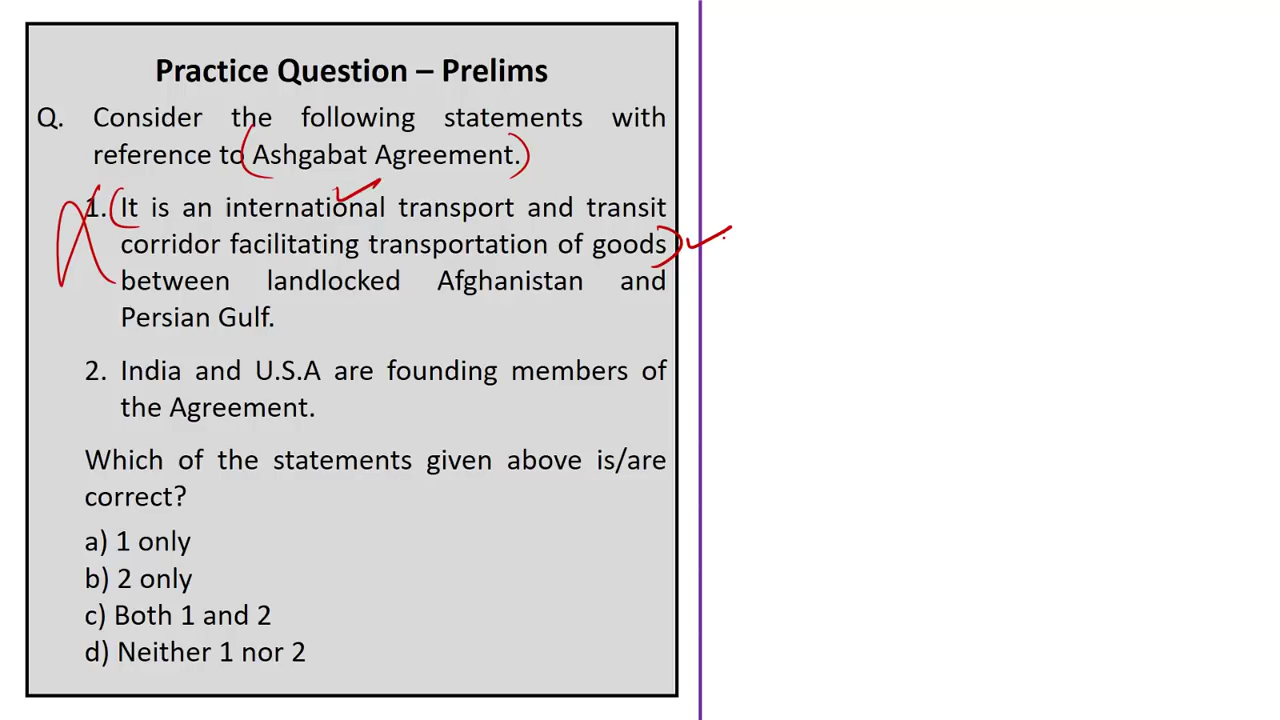 Practice Question – Prelims
Q. Consider the following statements with
reference to Ashgabat Agreement.
1. It is an international transport and transit
corridor facilitating transportation of goods
between landlocked Afghanistan and
Persian Gulf.
2. India and U.S.A are founding members of
the Agreement.
Which of the statements given above is/are
correct?
a) 1 only
b) 2 only
c) Both 1 and 2
d) Neither 1 nor 2